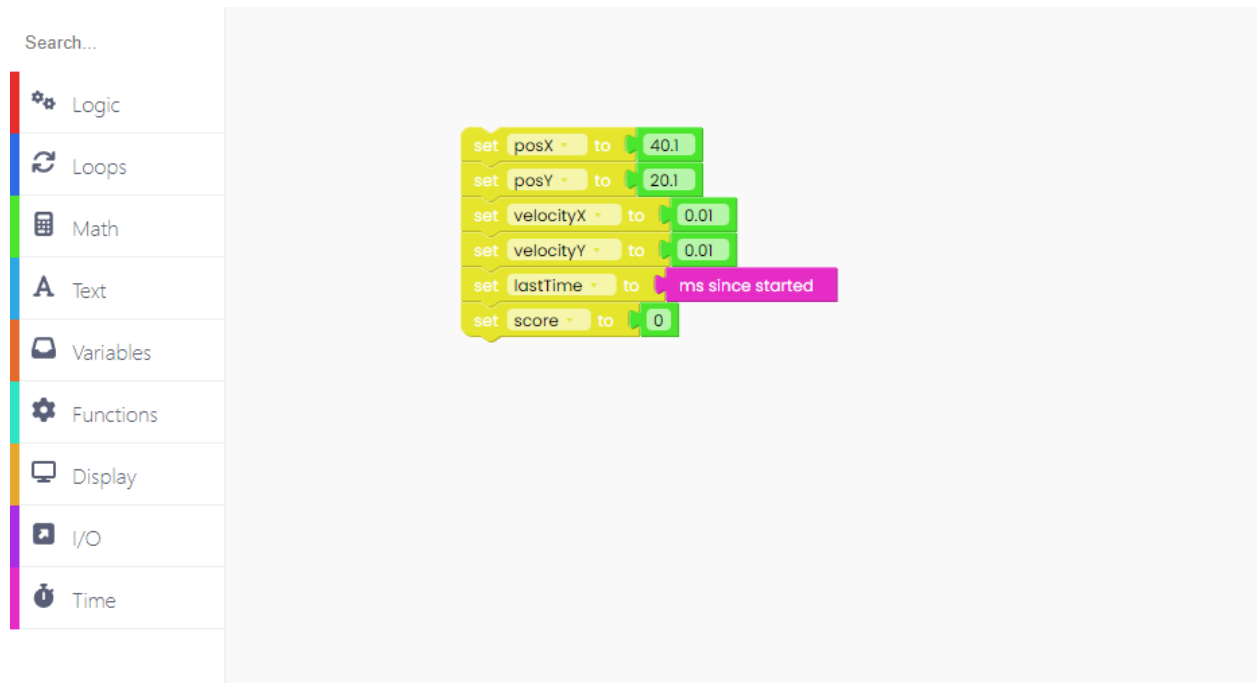 Search...
Logic
Loops
Math
Text
Variables
Functions
Display
I/O
Time
set posX to 40.1
set posY to 20.1
set velocityX to 0.01
set velocityY to 0.01
set lastTime to ms since started
set score to 0